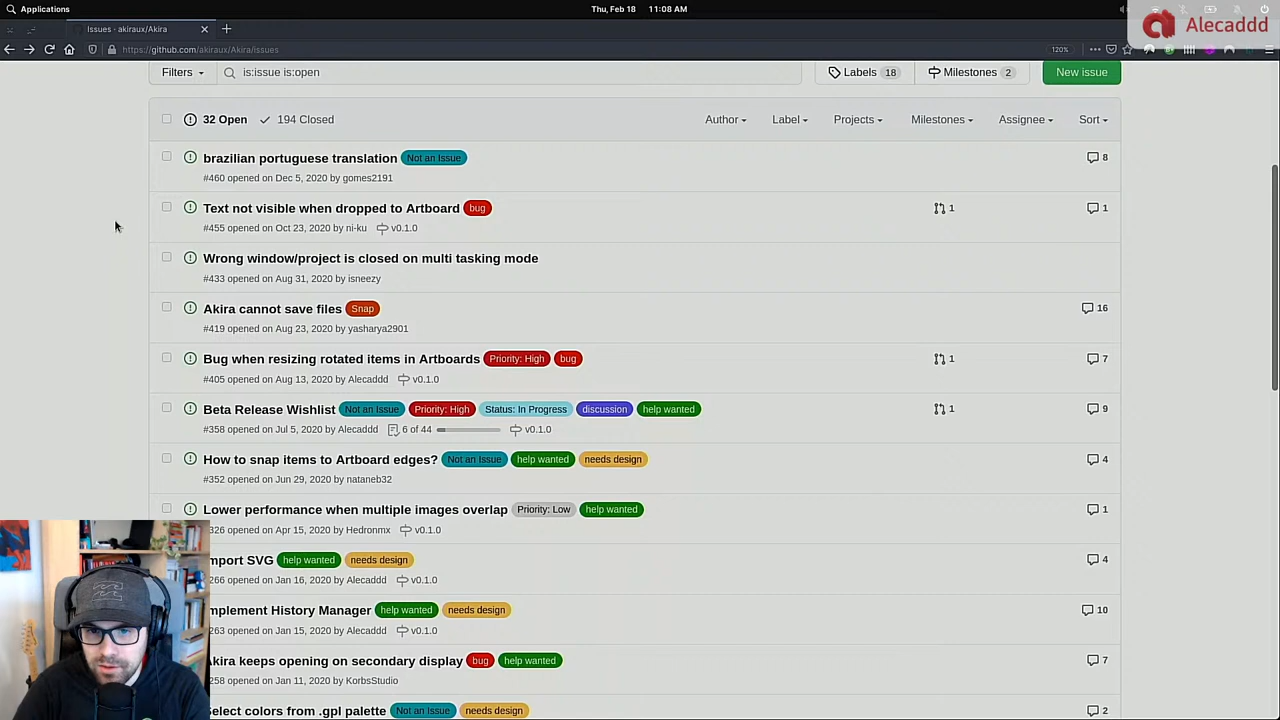 Applications
Thu, Feb 18 11:08 AM
Alecaddd
Issues · akiraux/Akira
https://github.com/akiraux/Akira/issues
120%
Filters
is:issue is:open
Labels 18
Milestones 2
New issue
32 Open
194 Closed
Author
Label
Projects
Milestones
Assignee
Sort
brazilian portuguese translation Not an Issue 8
#460 opened on Dec 5, 2020 by gomes2191
Text not visible when dropped to Artboard bug 1 1
#455 opened on Oct 23, 2020 by ni-ku v0.1.0
Wrong window/project is closed on multi tasking mode
#433 opened on Aug 31, 2020 by isneezy
Akira cannot save files Snap 16
#419 opened on Aug 23, 2020 by yasharya2901
Bug when resizing rotated items in Artboards Priority: High bug 1 7
#405 opened on Aug 13, 2020 by Alecaddd v0.1.0
Beta Release Wishlist Not an Issue Priority: High Status: In Progress discussion help wanted 1 9
#358 opened on Jul 5, 2020 by Alecaddd 6 of 44 v0.1.0
How to snap items to Artboard edges? Not an Issue help wanted needs design 4
#352 opened on Jun 29, 2020 by nataneb32
Lower performance when multiple images overlap Priority: Low help wanted 1
326 opened on Apr 15, 2020 by Hedronmx v0.1.0
mport SVG help wanted needs design 4
266 opened on Jan 16, 2020 by Alecaddd v0.1.0
mplement History Manager help wanted needs design 10
263 opened on Jan 15, 2020 by Alecaddd v0.1.0
Akira keeps opening on secondary display bug help wanted 7
258 opened on Jan 11, 2020 by KorbsStudio
Select colors from .gpl palette Not an Issue needs design 2